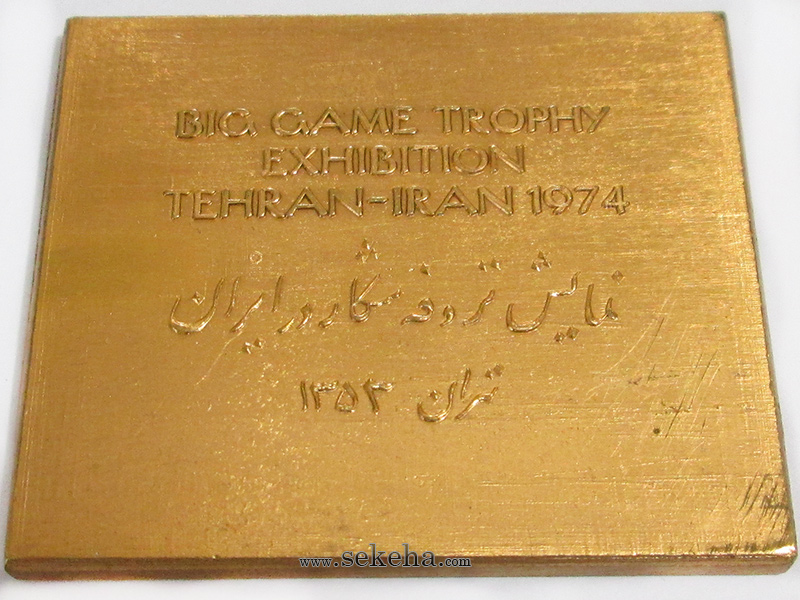 BIG GAME TROPHY
EXHIBITION
TEHRAN-IRAN 1974
نمایش تروفه شکار در ایران
تهران ۱۳۵۳
www.sekeha.com